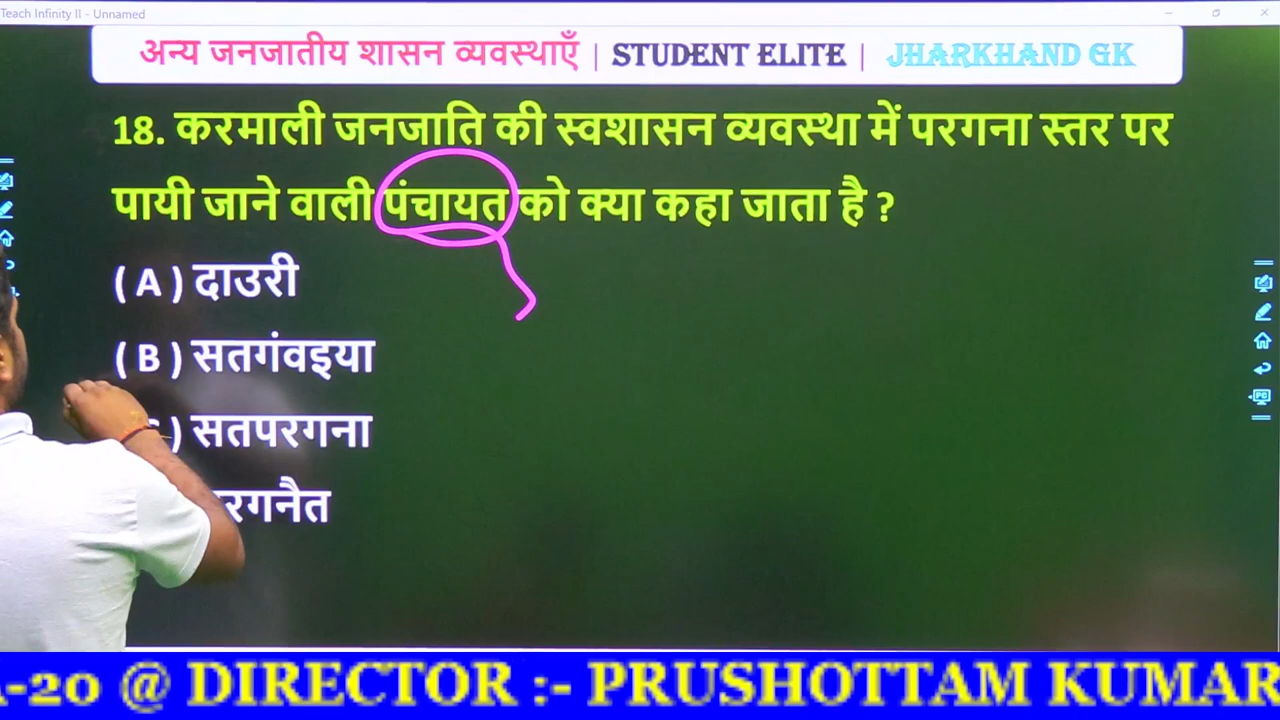 Teach Infinity II - Unnamed
अन्य जनजातीय शासन व्यवस्थाएँ | STUDENT ELITE | JHARKHAND GK
18. करमाली जनजाति की स्वशासन व्यवस्था में परगना स्तर पर
पायी जाने वाली पंचायत को क्या कहा जाता है ?
( A ) दाउरी
( B ) सतगंवइया
) सतपरगना
रगनैत
-20 @ DIRECTOR :- PRUSHOTTAM KUMAR